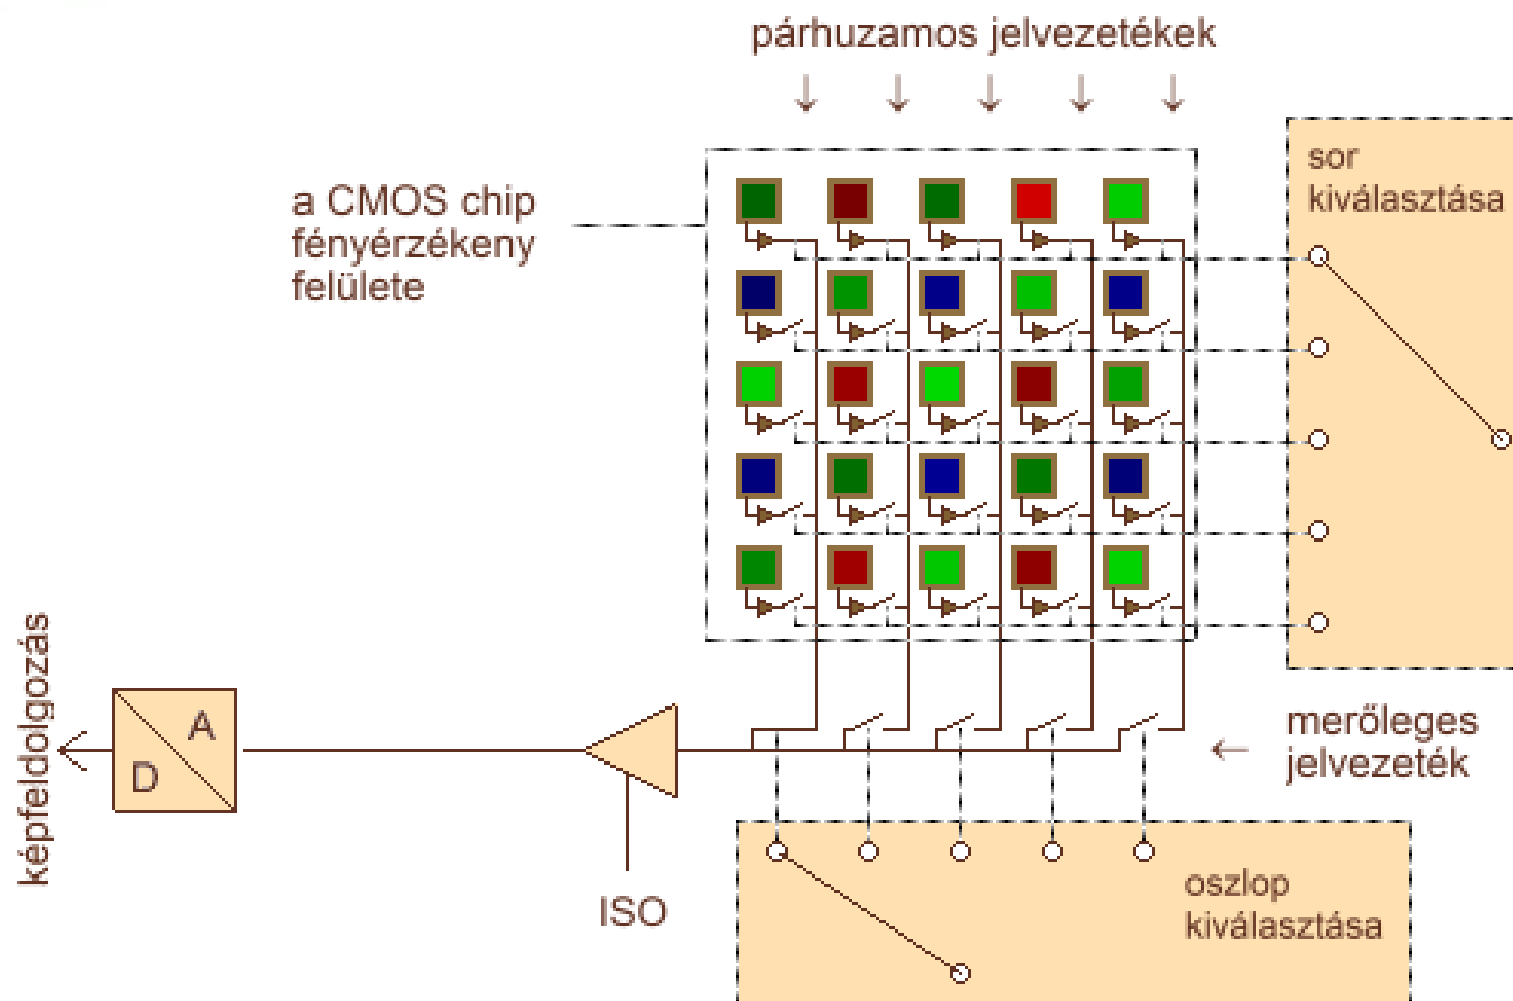 párhuzamos jelvezetékek
a CMOS chip
fényérzékeny
felülete
sor
kiválasztása
képfeldolgozás
A
D
ISO
merőleges
jelvezeték
oszlop
kiválasztása